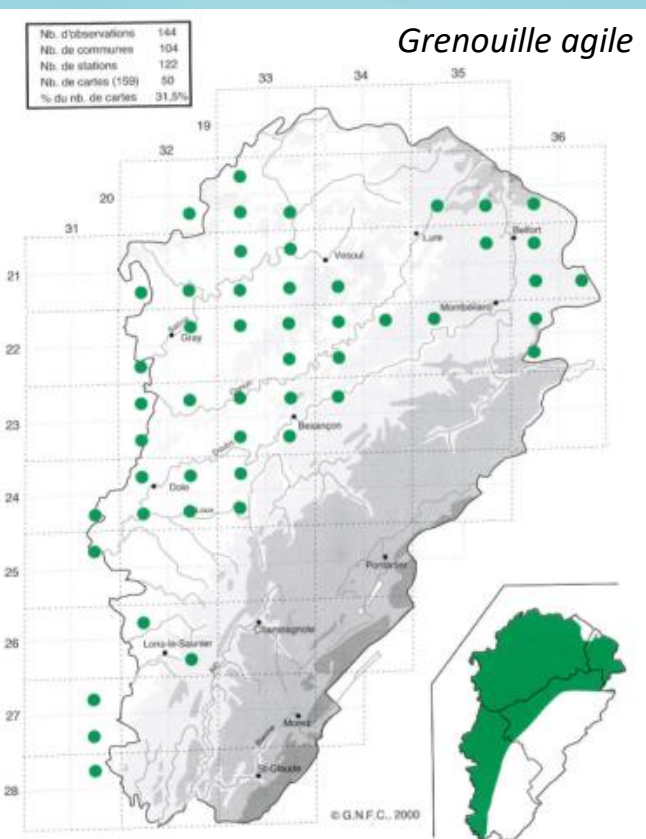 Grenouille agile
Nb. d'observations 144
Nb. de communes 104
Nb. de stations 122
Nb. de cartes (159) 50
% du nb. de cartes 31,5%
33
34
35
19
32
36
20
31
Belfort
Lure
Vesoul
21
Montbéliard
Gray
22
Besançon
23
Doubs
Dole
24
Loue
Pontarlier
25
Champagnole
Lons-le-Saunier
26
27
Morez
St-Claude
28
© G.N.F.C., 2000